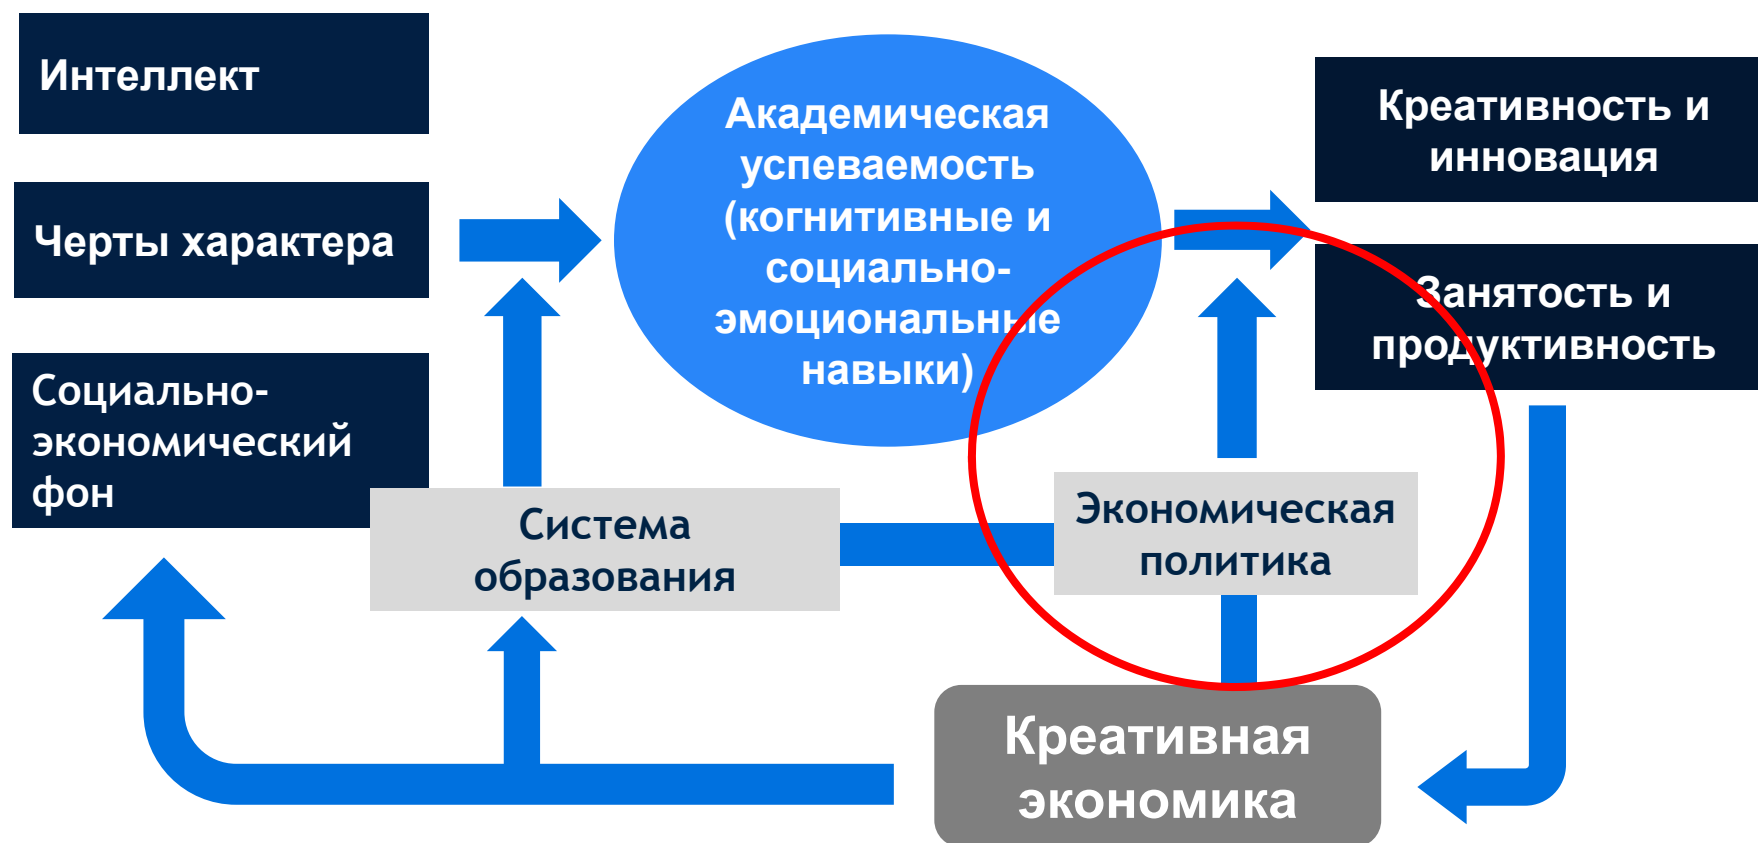 Интеллект
Черты характера
Социально-
экономический
фон
Академическая
успеваемость
(когнитивные и
социально-
эмоциональные
навыки)
Креативность и
инновация
Занятость и
продуктивность
Система
образования
Экономическая
политика
Креативная
экономика